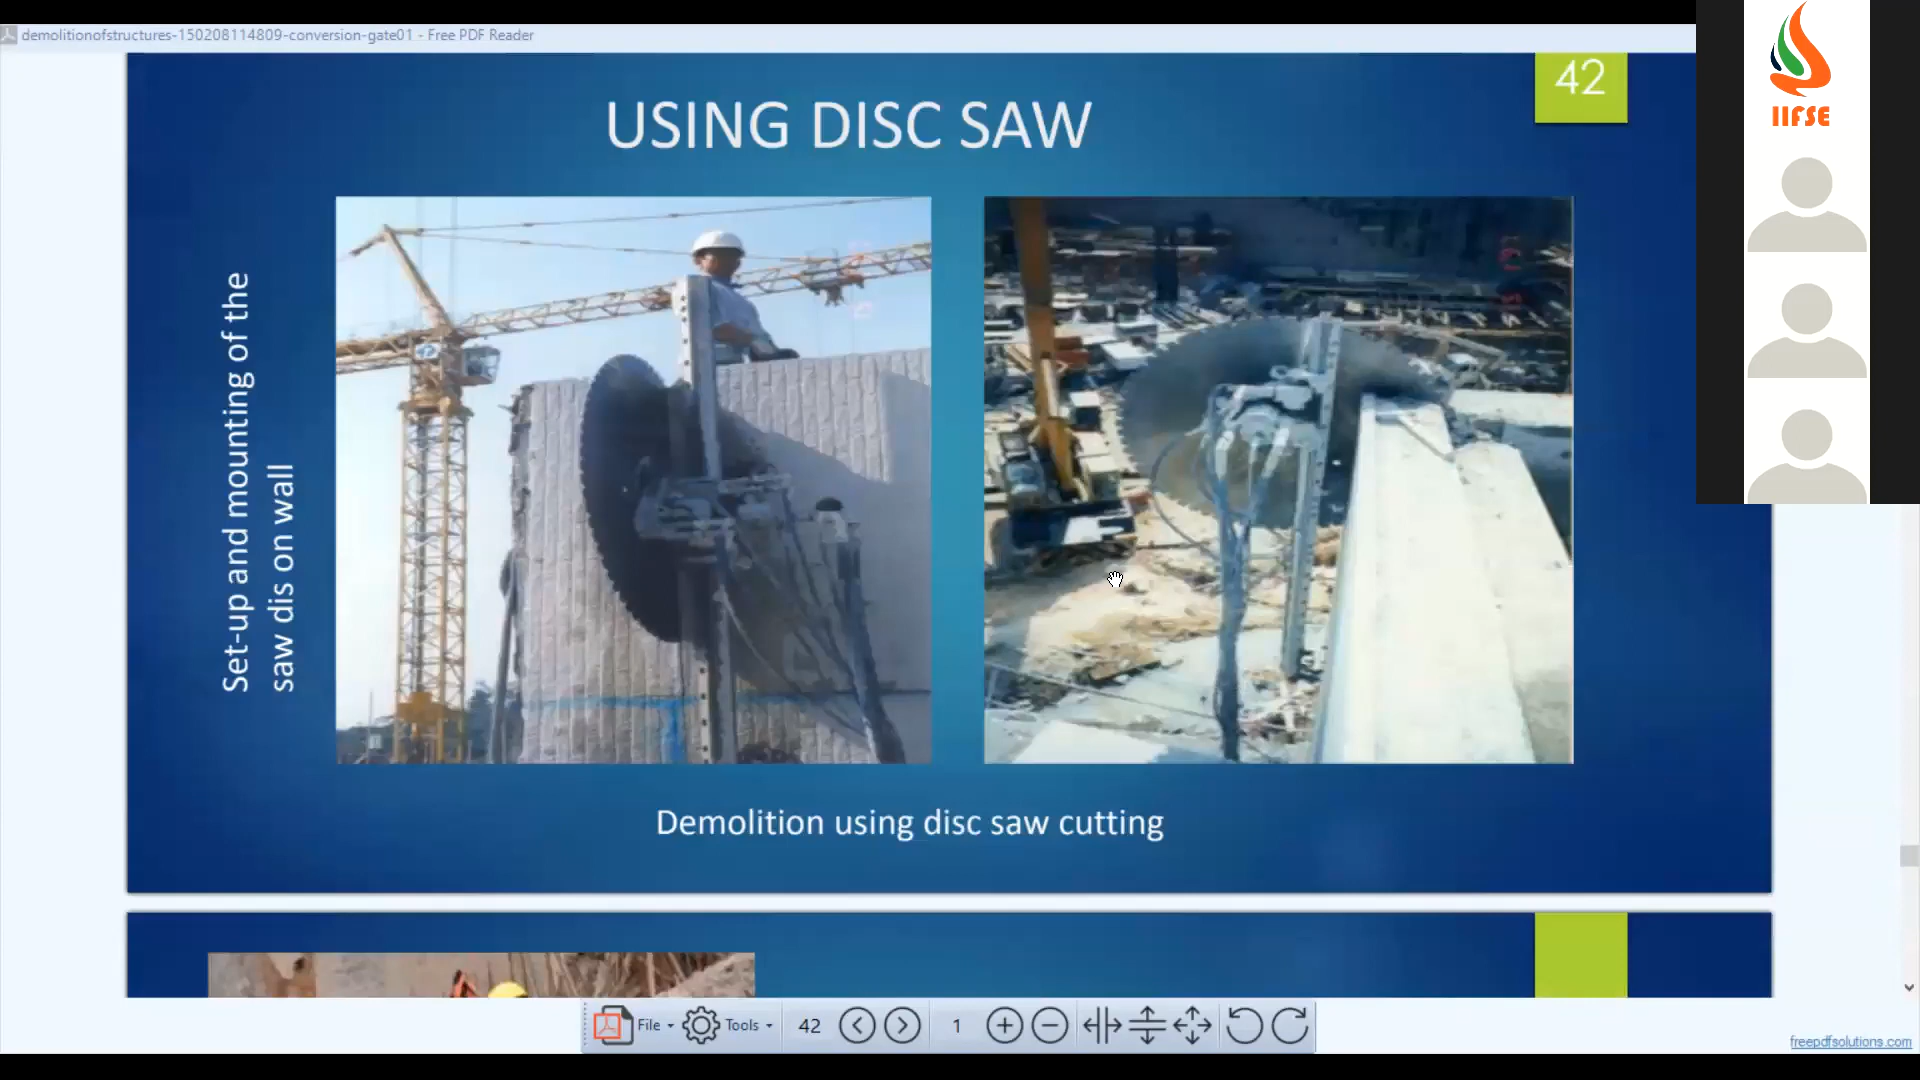 demolitionofstructures-150208114809-conversion-gate01 - Free PDF Reader
42
IIFSE
USING DISC SAW
Set-up and mounting of the
saw dis on wall
Demolition using disc saw cutting
File
Tools
42
1
freepdfsolutions.com